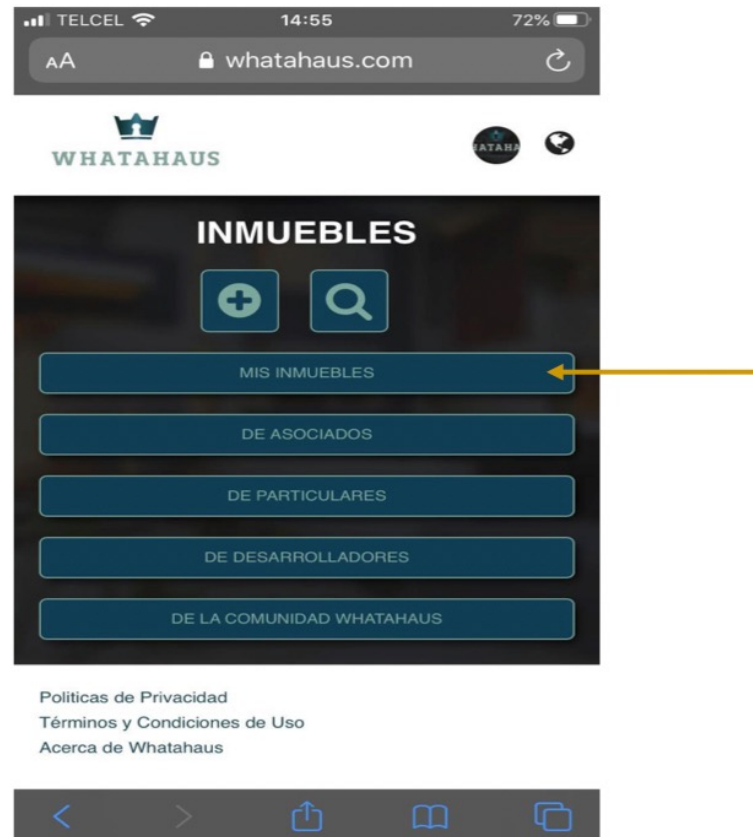 TELCEL 14:55 72%
AA whatahaus.com
WHATAHAUS
INMUEBLES
MIS INMUEBLES
DE ASOCIADOS
DE PARTICULARES
DE DESARROLLADORES
DE LA COMUNIDAD WHATAHAUS
Politicas de Privacidad
Términos y Condiciones de Uso
Acerca de Whatahaus